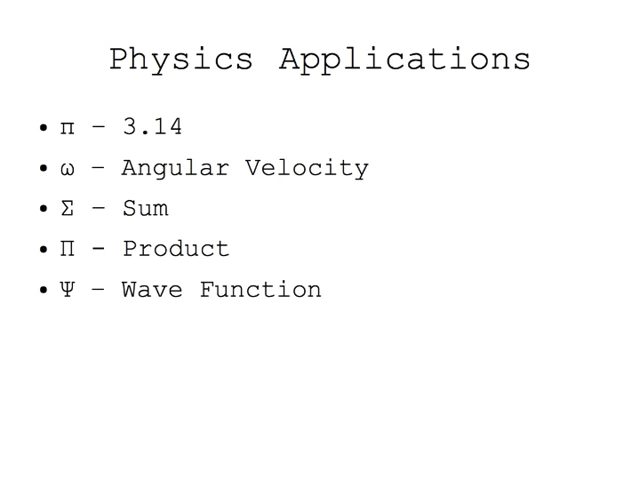 Physics Applications
• π – 3.14
• ω – Angular Velocity
• Σ – Sum
• Π - Product
• Ψ – Wave Function